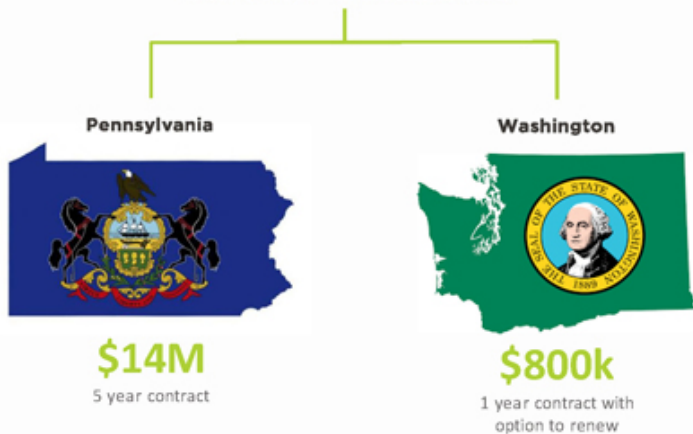 Pennsylvania
Washington
THE SEAL OF THE STATE OF WASHINGTON
1889
$14M
5 year contract
$800k
1 year contract with
option to renew